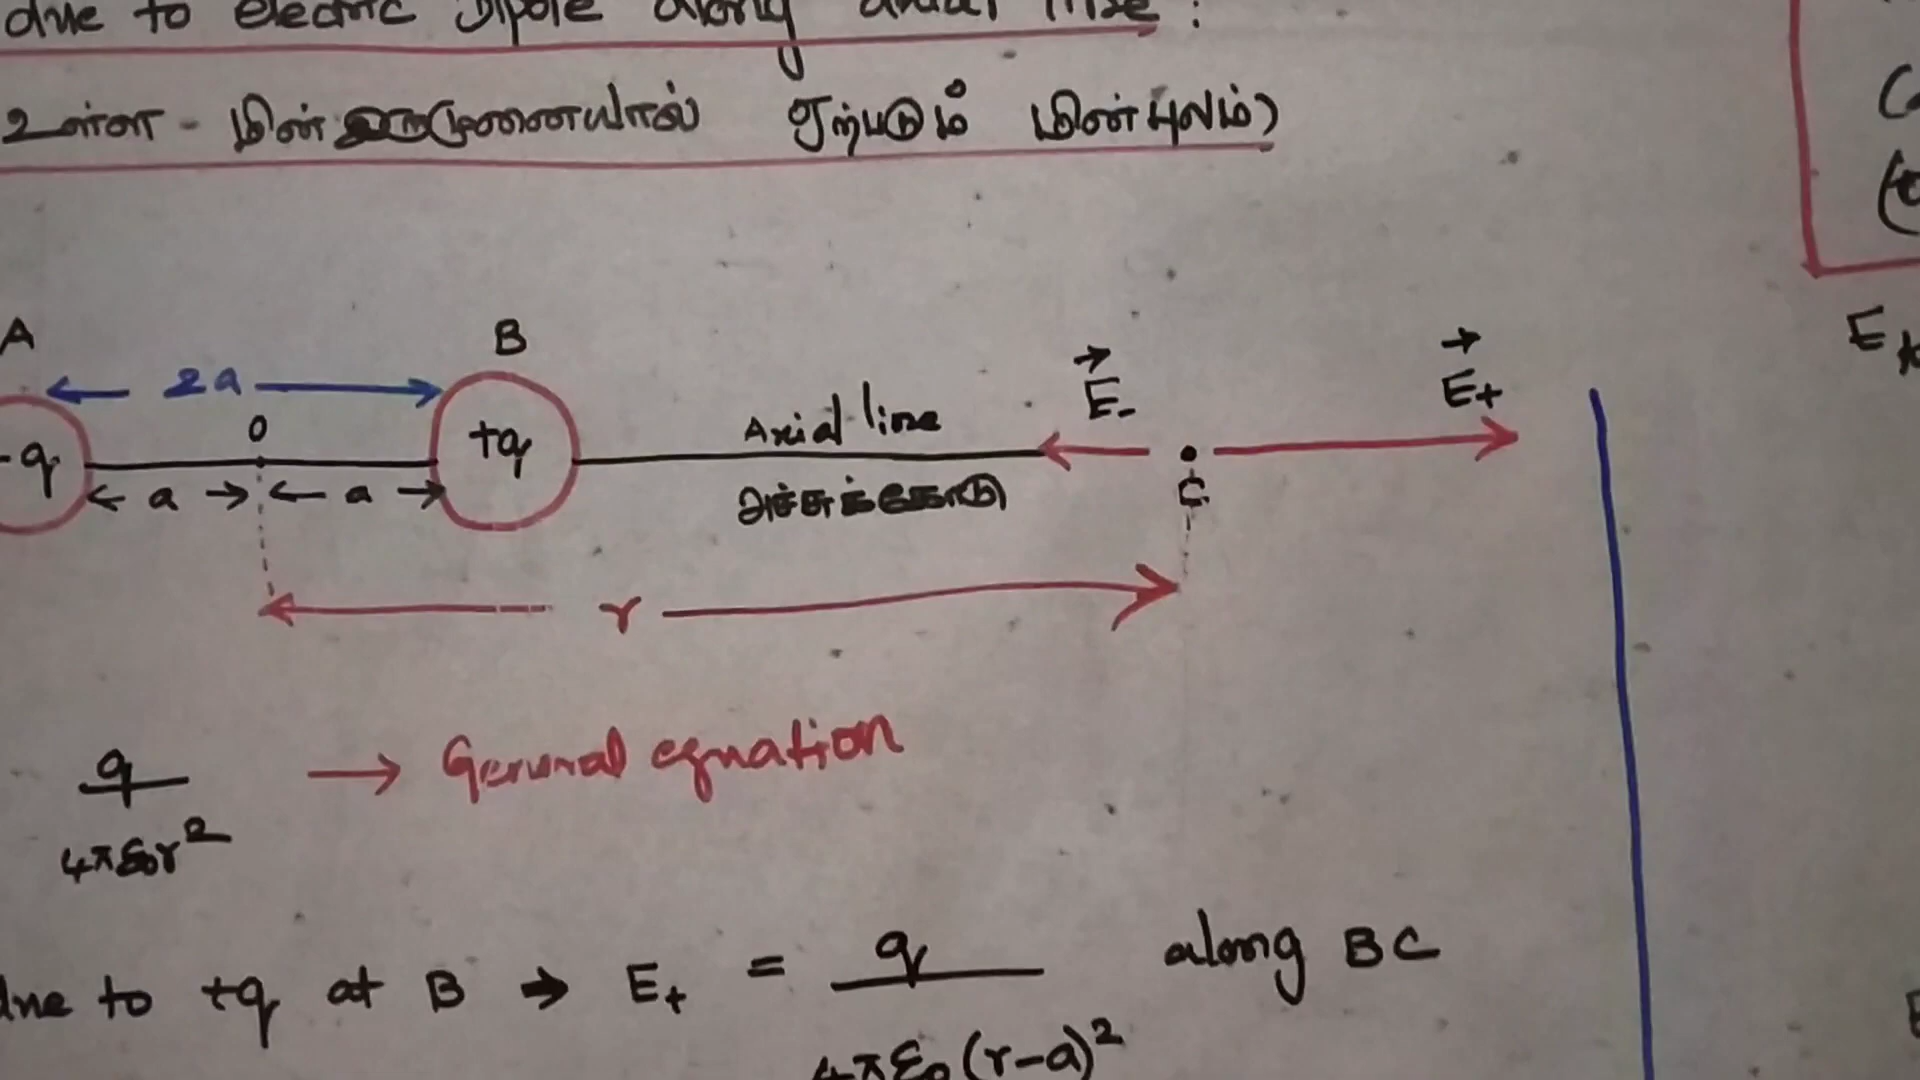 due to electric dipole along axial line :
உள்ள - மின் இருமுனையால் ஏற்படும் மின்புலம்)
A
B
2a
O
-q
+q
a
a
Axial line
அச்சுக்கோடு
E₋
E₊
C
r
q
4πε₀r²
→ General equation
due to +q at B → E₊ = q along BC
4πε₀(r-a)²
E